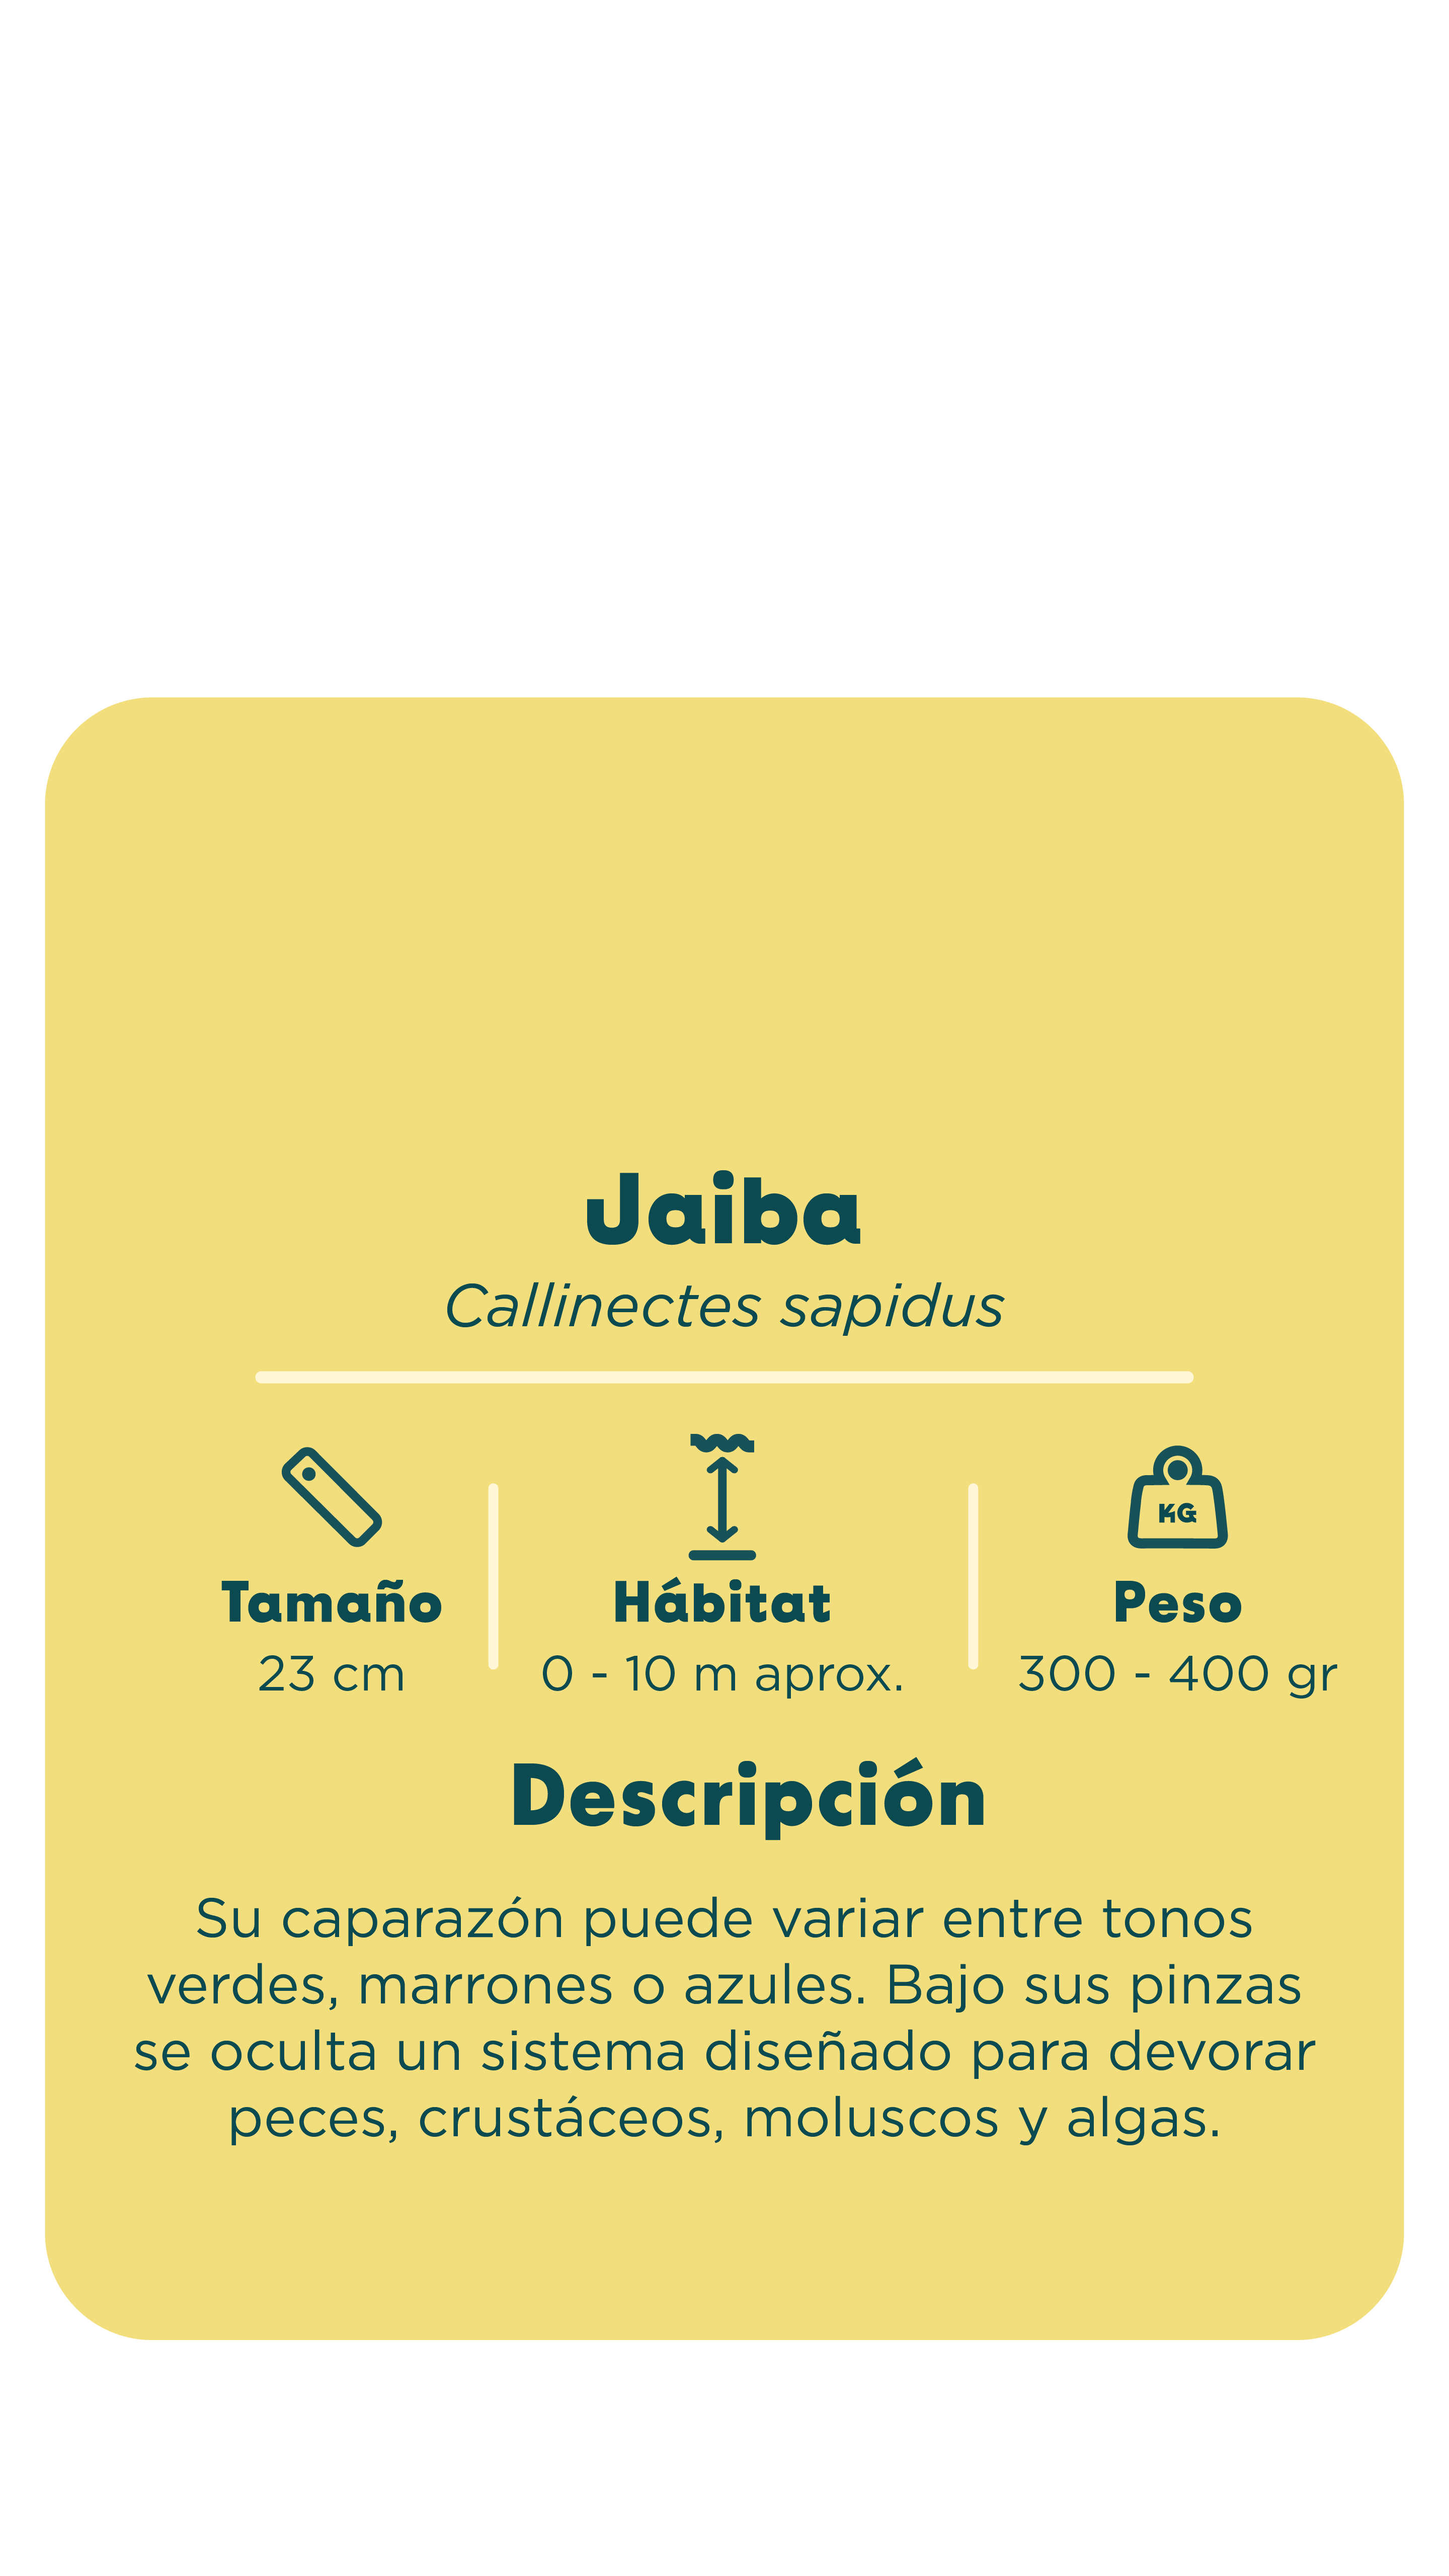 Jaiba
Callinectes sapidus
KG
Tamaño
Hábitat
Peso
23 cm
0 - 10 m aprox.
300 - 400 gr
Descripción
Su caparazón puede variar entre tonos
verdes, marrones o azules. Bajo sus pinzas
se oculta un sistema diseñado para devorar
peces, crustáceos, moluscos y algas.